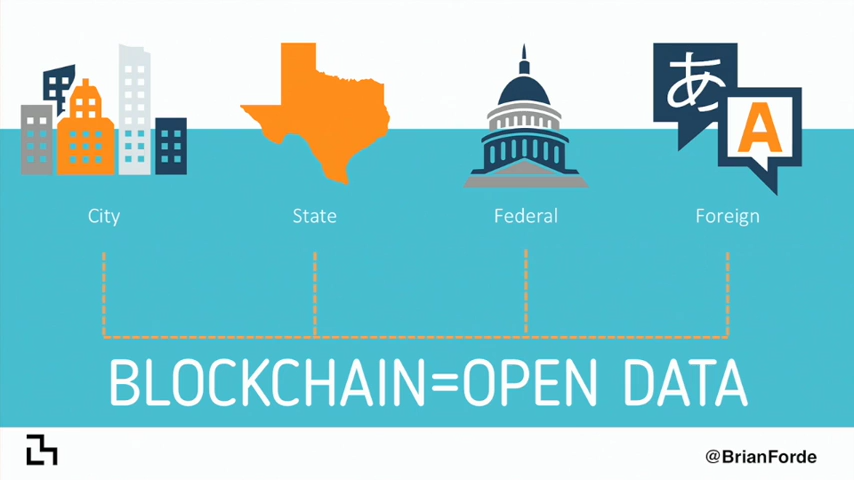 あ
A
City
State
Federal
Foreign
BLOCKCHAIN=OPEN DATA
@BrianForde